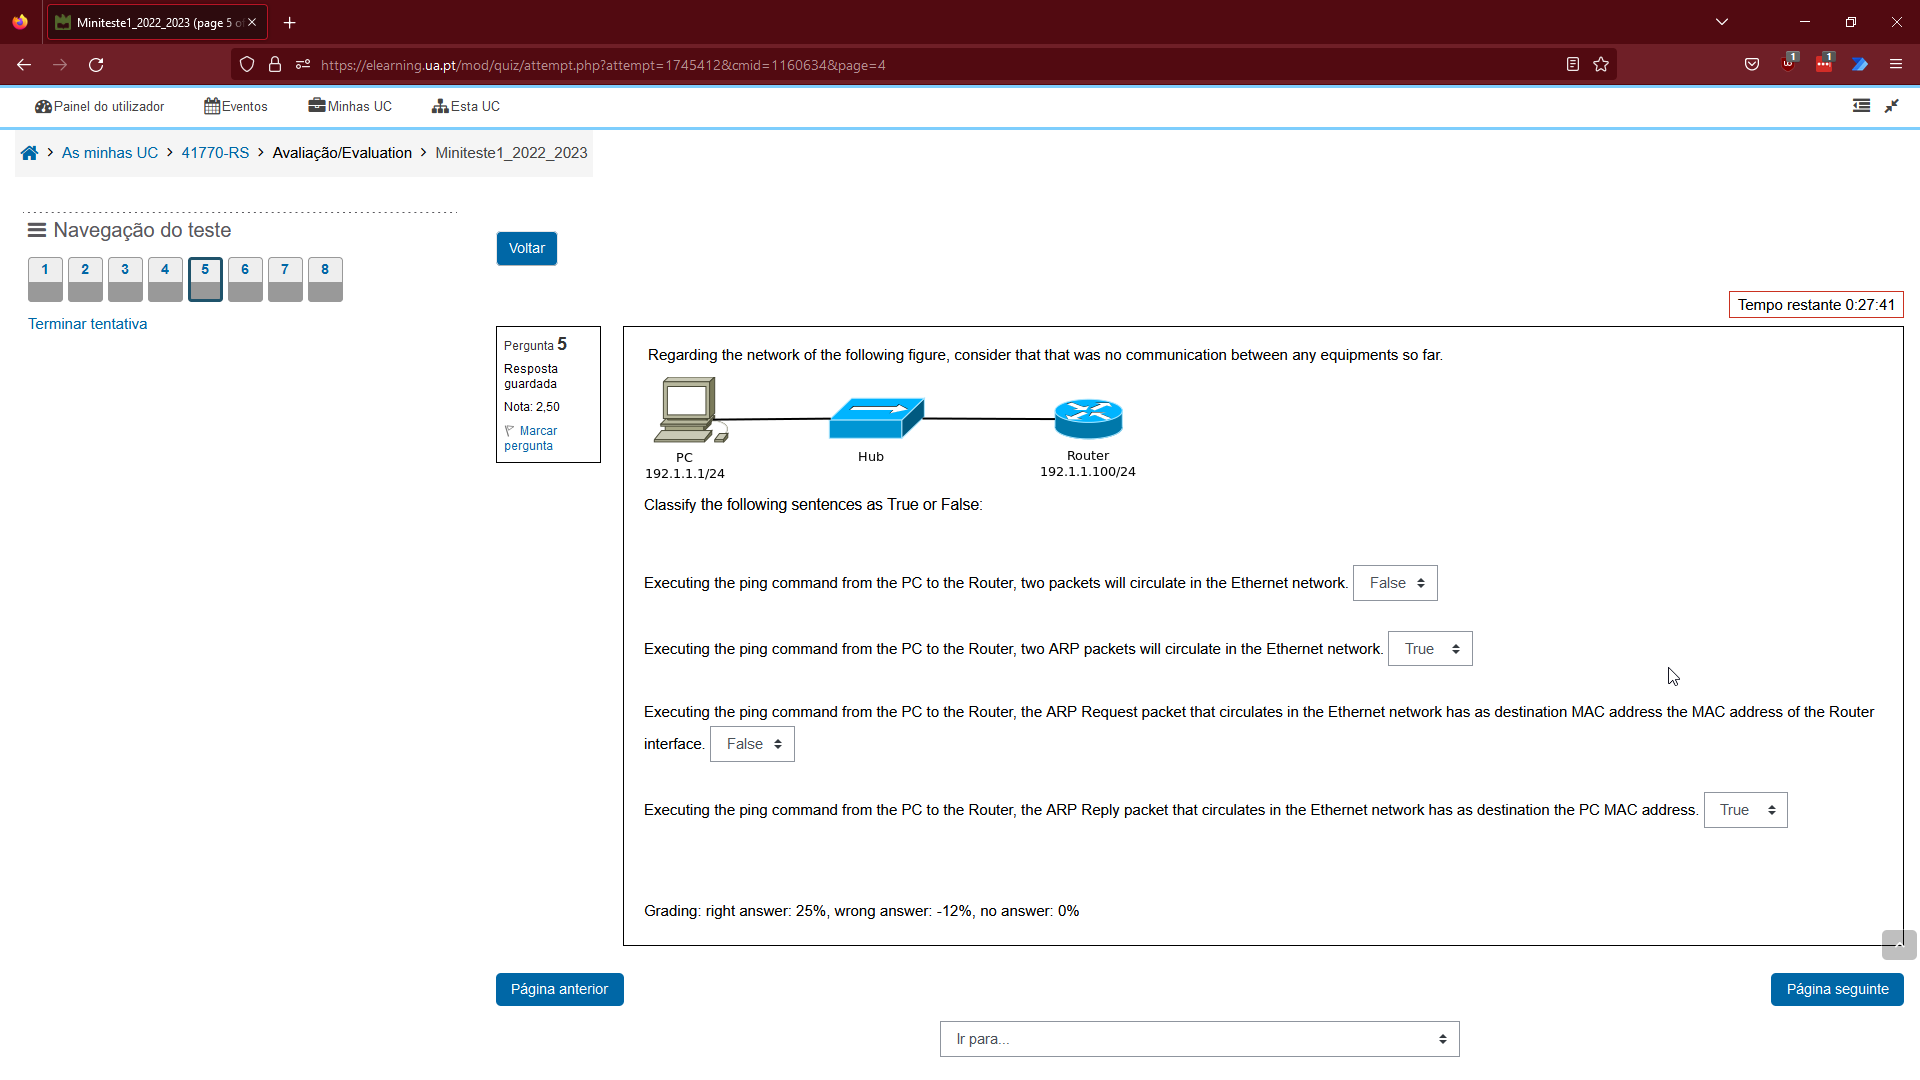 Miniteste1_2022_2023 (page 5 o
https://elearning.ua.pt/mod/quiz/attempt.php?attempt=1745412&cmid=1160634&page=4
1
1
Painel do utilizador
Eventos
Minhas UC
Esta UC
As minhas UC > 41770-RS > Avaliação/Evaluation > Miniteste1_2022_2023
Navegação do teste
1 2 3 4 5 6 7 8
Terminar tentativa
Voltar
Tempo restante 0:27:41
Pergunta 5
Resposta
guardada
Nota: 2,50
Marcar
pergunta
Regarding the network of the following figure, consider that that was no communication between any equipments so far.
PC
192.1.1.1/24
Hub
Router
192.1.1.100/24
Classify the following sentences as True or False:
Executing the ping command from the PC to the Router, two packets will circulate in the Ethernet network. False
Executing the ping command from the PC to the Router, two ARP packets will circulate in the Ethernet network. True
Executing the ping command from the PC to the Router, the ARP Request packet that circulates in the Ethernet network has as destination MAC address the MAC address of the Router
interface. False
Executing the ping command from the PC to the Router, the ARP Reply packet that circulates in the Ethernet network has as destination the PC MAC address. True
Grading: right answer: 25%, wrong answer: -12%, no answer: 0%
Página anterior
Página seguinte
Ir para...